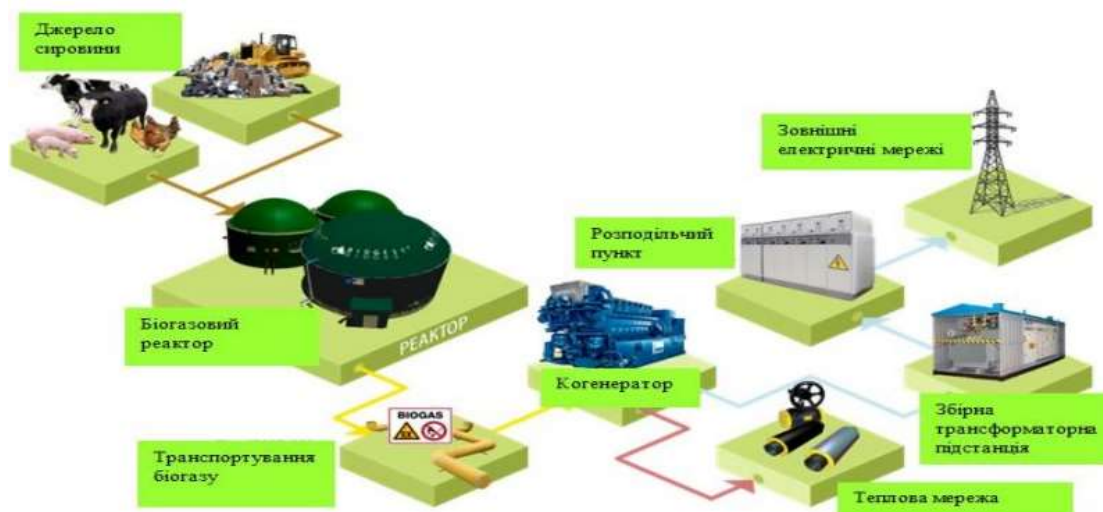 Джерело
сировини
Зовнішні
електричні мережі
Розподільчий
пункт
Біогазовий
реактор
РЕАКТОР
Когенератор
BIOGAS
Збірна
трансформаторна
підстанція
Транспортування
біогазу
Теплова мережа